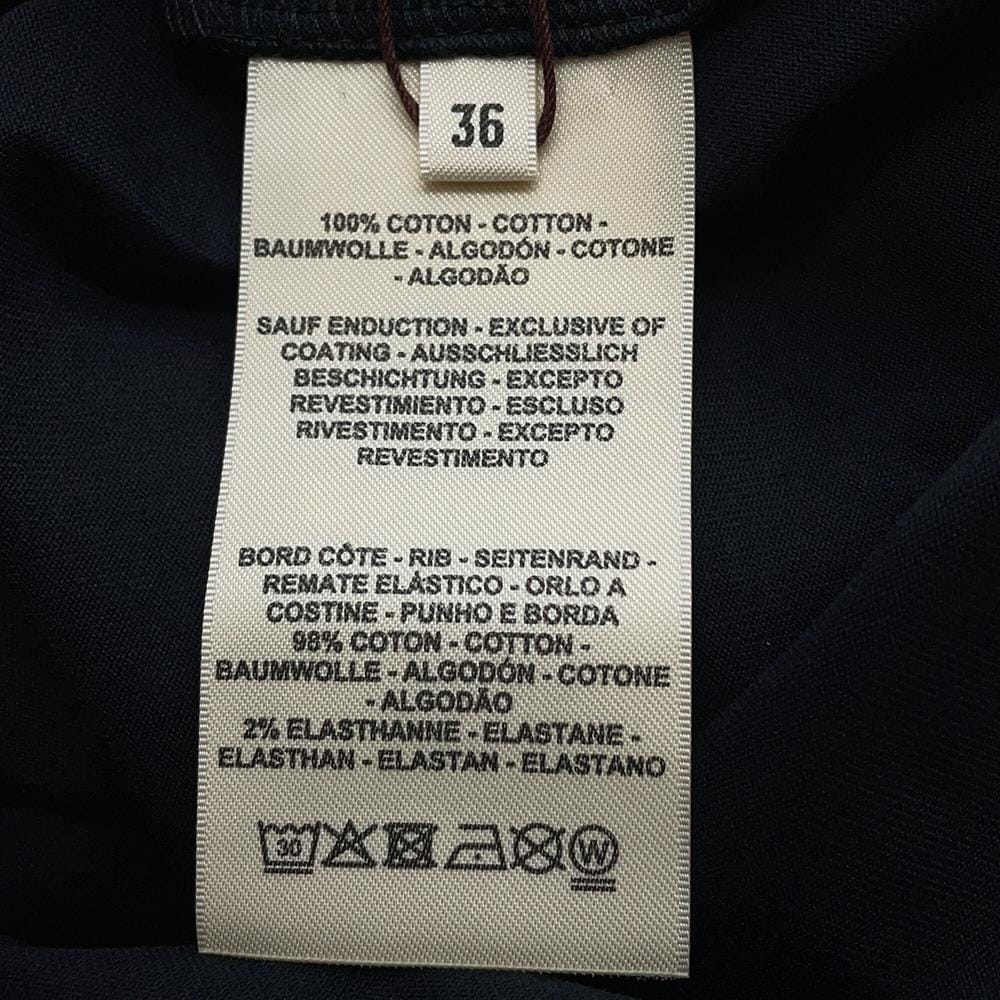 36
100% COTON - COTTON -
BAUMWOLLE - ALGODÓN - COTONE
- ALGODÃO
SAUF ENDUCTION - EXCLUSIVE OF
COATING - AUSSCHLIESSLICH
BESCHICHTUNG - EXCEPTO
REVESTIMIENTO - ESCLUSO
RIVESTIMENTO - EXCEPTO
REVESTIMENTO
BORD CÔTE - RIB - SEITENRAND -
REMATE ELÁSTICO - ORLO A
COSTINE - PUNHO E BORDA
98% COTON - COTTON -
BAUMWOLLE - ALGODÓN - COTONE
- ALGODÃO
2% ELASTHANNE - ELASTANE -
ELASTHAN - ELASTAN - ELASTANO
30 W